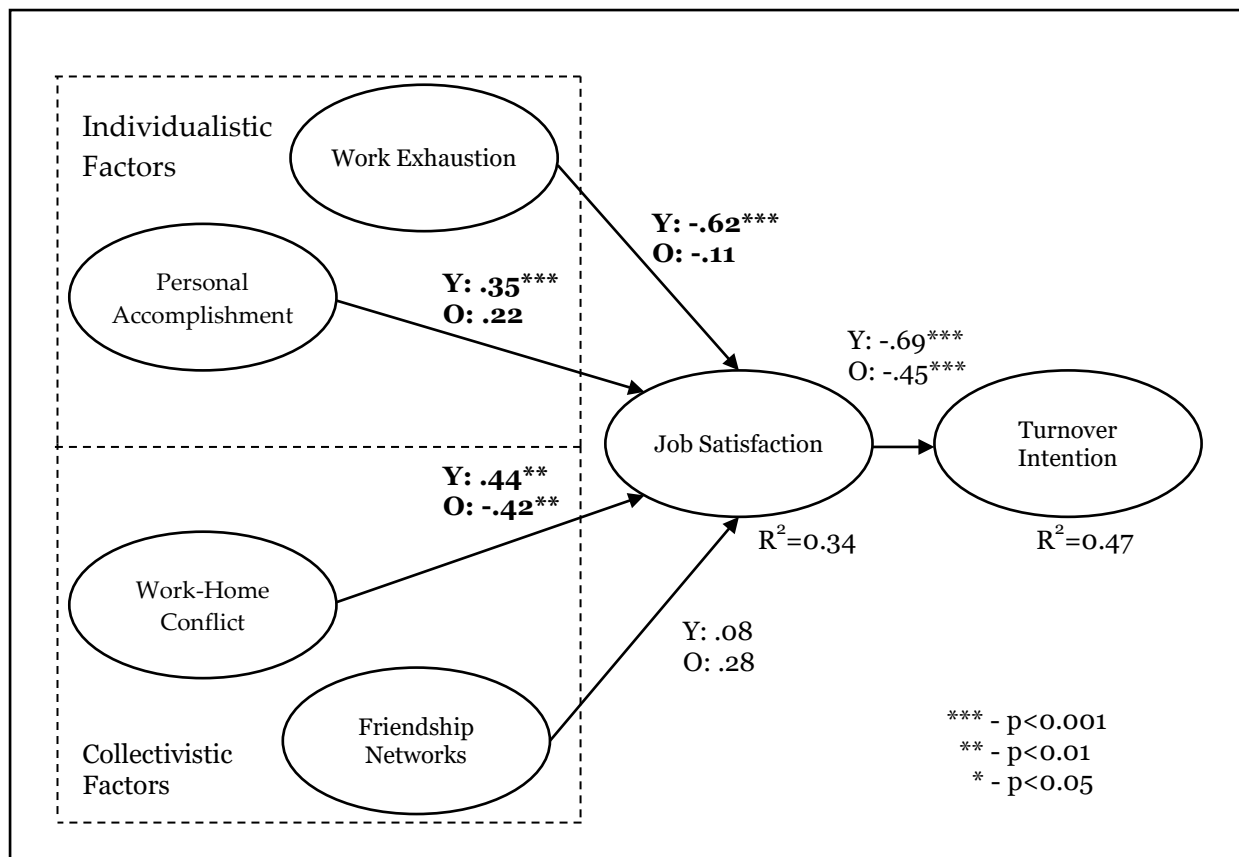 Individualistic
Factors
Work Exhaustion
Y: -.62***
O: -.11
Personal
Accomplishment
Y: .35***
O: .22
Y: -.69***
O: -.45***
Job Satisfaction
Turnover
Intention
R²=0.34
R²=0.47
Y: .44**
O: -.42**
Work-Home
Conflict
Y: .08
O: .28
Friendship
Networks
Collectivistic
Factors
*** - p<0.001
** - p<0.01
* - p<0.05